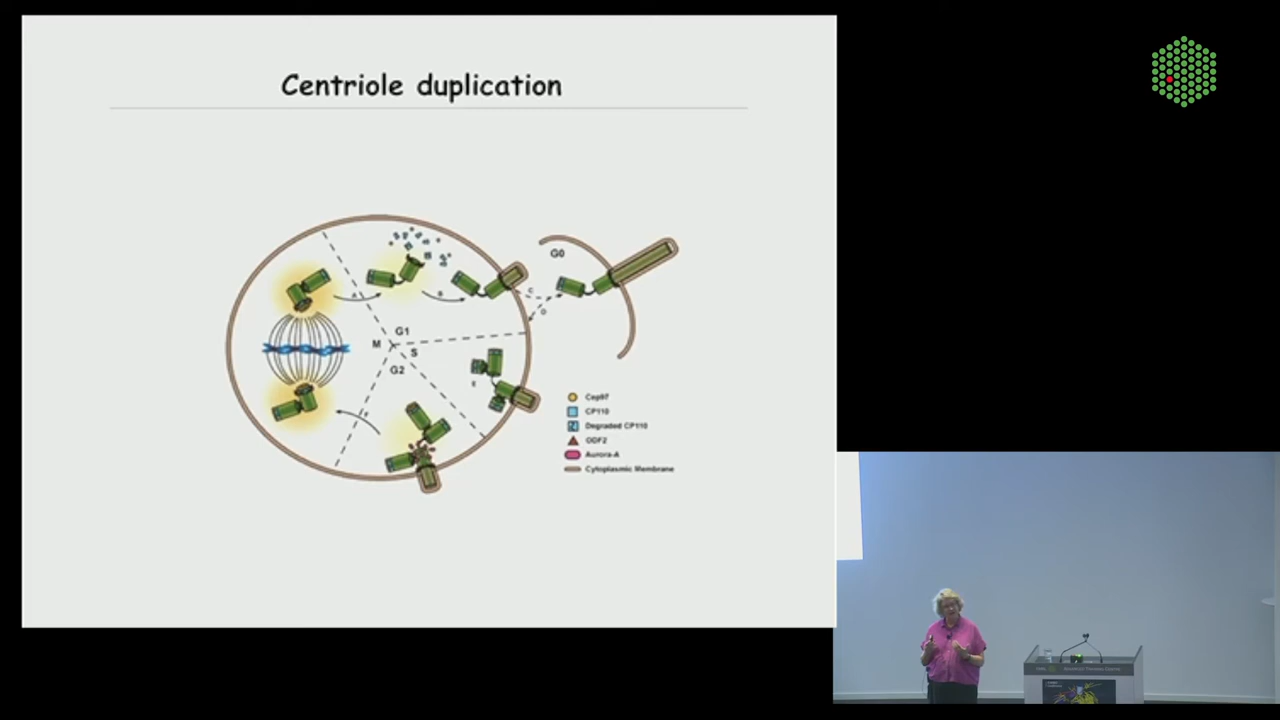 Centriole duplication
G0
A
B
C
D
G1
M
S
G2
E
F
Cep97
CP110
Degraded CP110
ODF2
Aurora-A
Cytoplasmic Membrane